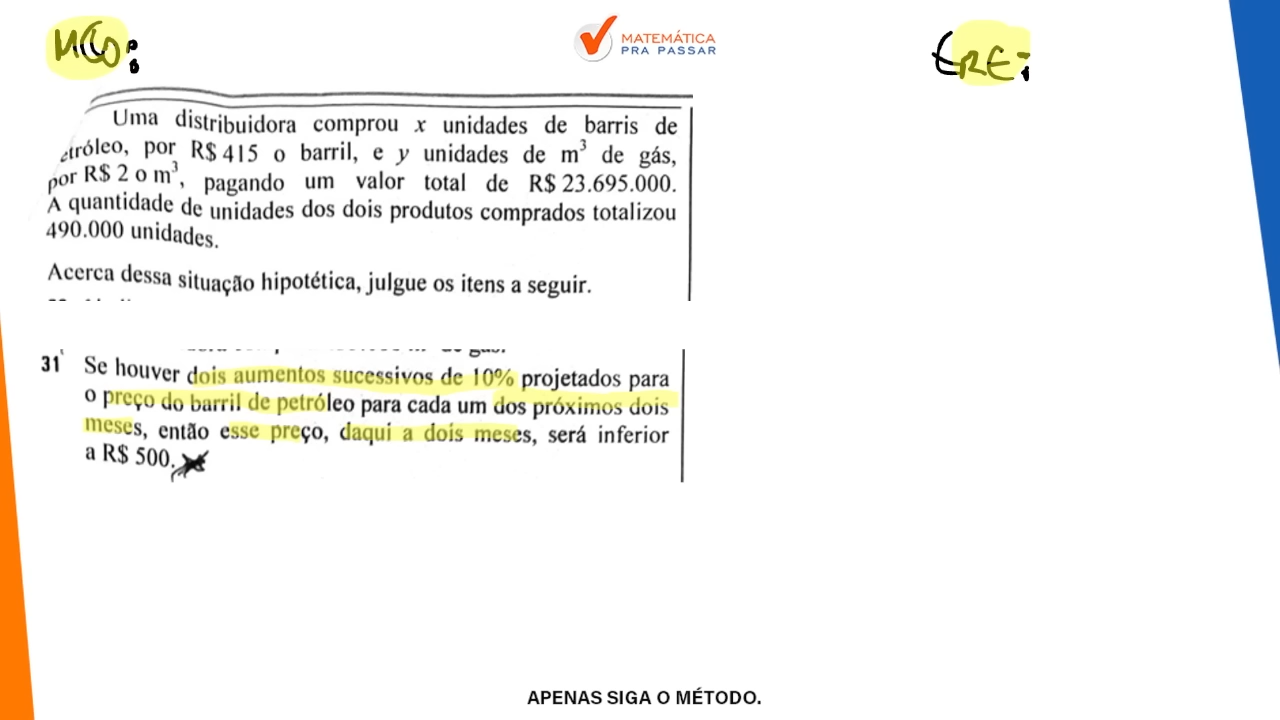 MCO:
MATEMÁTICA
PRA PASSAR
ERE:
Uma distribuidora comprou x unidades de barris de
etróleo, por R$ 415 o barril, e y unidades de m³ de gás,
por R$ 2 o m³, pagando um valor total de R$ 23.695.000.
A quantidade de unidades dos dois produtos comprados totalizou
490.000 unidades.
Acerca dessa situação hipotética, julgue os itens a seguir.
31 Se houver dois aumentos sucessivos de 10% projetados para
o preço do barril de petróleo para cada um dos próximos dois
meses, então esse preço, daqui a dois meses, será inferior
a R$ 500.
APENAS SIGA O MÉTODO.